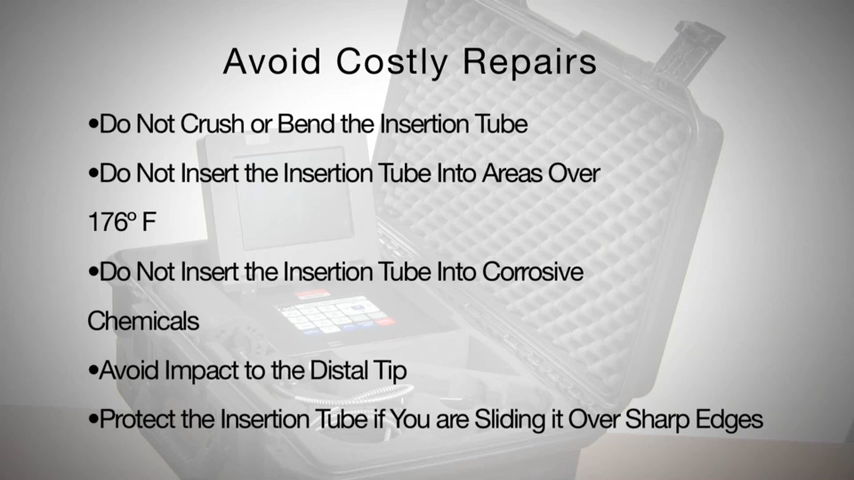 Avoid Costly Repairs
•Do Not Crush or Bend the Insertion Tube
•Do Not Insert the Insertion Tube Into Areas Over
176º F
•Do Not Insert the Insertion Tube Into Corrosive
Chemicals
•Avoid Impact to the Distal Tip
•Protect the Insertion Tube if You are Sliding it Over Sharp Edges